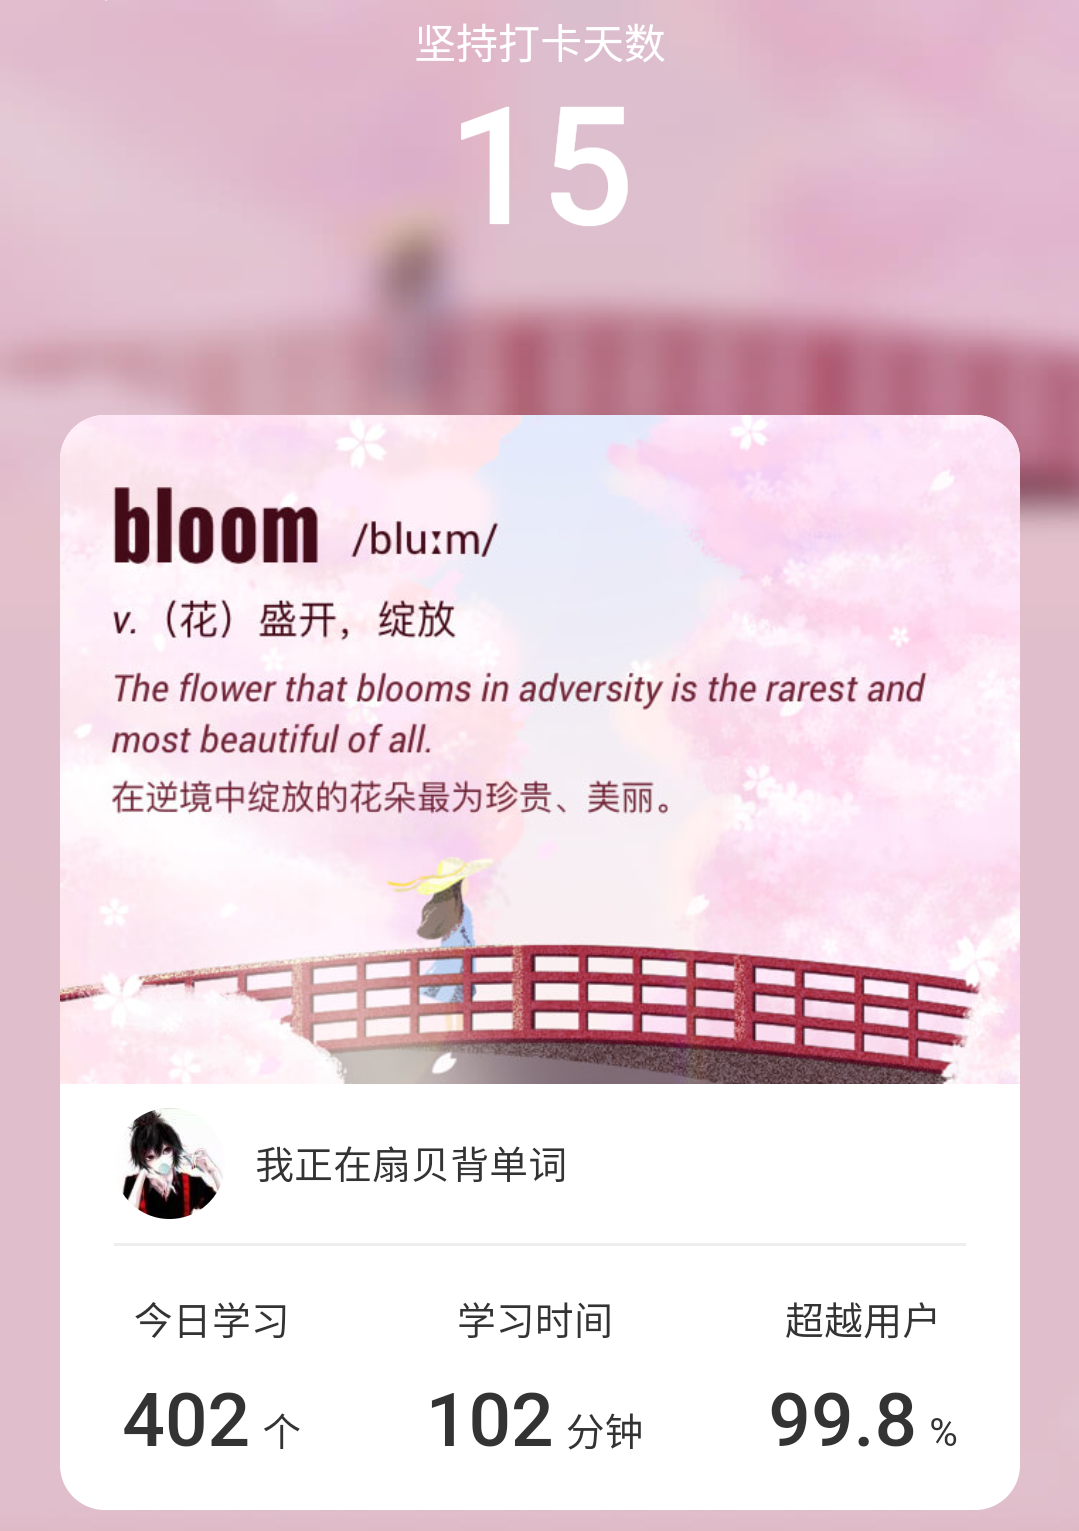 坚持打卡天数
15
bloom /bluːm/
v.（花）盛开，绽放
The flower that blooms in adversity is the rarest and
most beautiful of all.
在逆境中绽放的花朵最为珍贵、美丽。
我正在扇贝背单词
今日学习 学习时间 超越用户
402 个 102 分钟 99.8 %